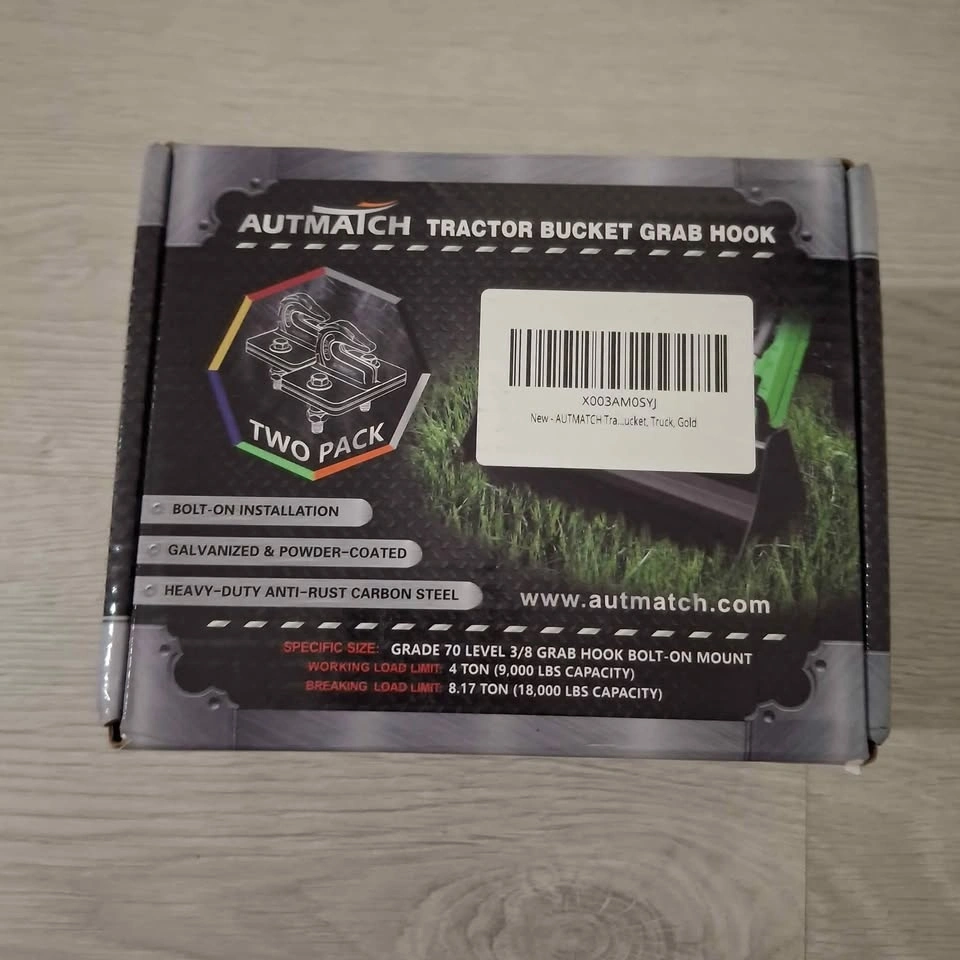 AUTMATCH TRACTOR BUCKET GRAB HOOK
X003AM0SYJ
New - AUTMATCH Tra...ucket, Truck, Gold
TWO PACK
BOLT-ON INSTALLATION
GALVANIZED & POWDER-COATED
HEAVY-DUTY ANTI-RUST CARBON STEEL
www.autmatch.com
SPECIFIC SIZE: GRADE 70 LEVEL 3/8 GRAB HOOK BOLT-ON MOUNT
WORKING LOAD LIMIT: 4 TON (9,000 LBS CAPACITY)
BREAKING LOAD LIMIT: 8.17 TON (18,000 LBS CAPACITY)